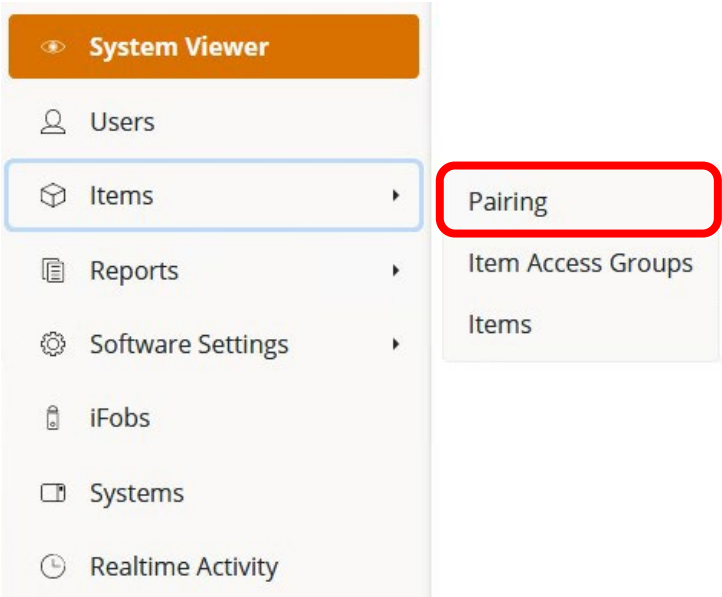 System Viewer
Users
Items
Reports
Software Settings
iFobs
Systems
Realtime Activity
Pairing
Item Access Groups
Items